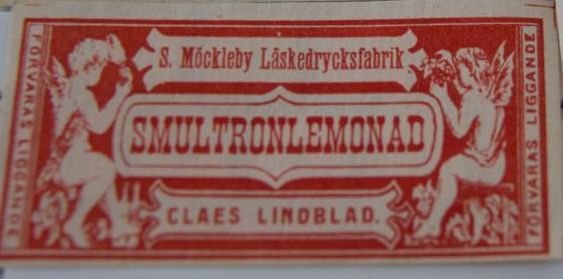 FÖRVARAS LIGGANDE
S. Möckleby Läskedrycksfabrik
SMULTRONLEMONAD
CLAES LINDBLAD.
FÖRVARAS LIGGANDE